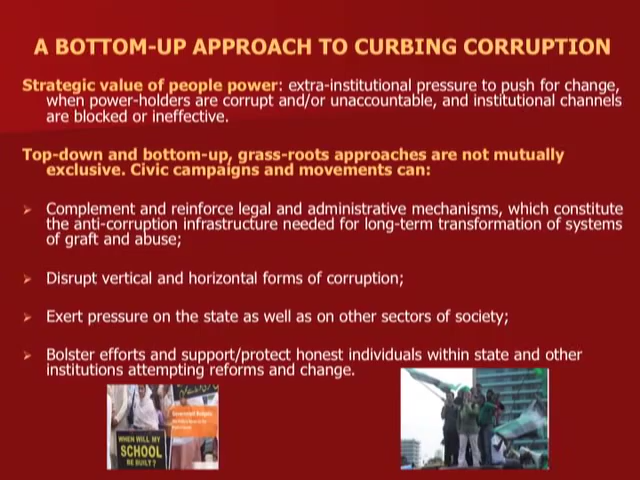 A BOTTOM-UP APPROACH TO CURBING CORRUPTION
Strategic value of people power: extra-institutional pressure to push for change,
when power-holders are corrupt and/or unaccountable, and institutional channels
are blocked or ineffective.
Top-down and bottom-up, grass-roots approaches are not mutually
exclusive. Civic campaigns and movements can:
Complement and reinforce legal and administrative mechanisms, which constitute
the anti-corruption infrastructure needed for long-term transformation of systems
of graft and abuse;
Disrupt vertical and horizontal forms of corruption;
Exert pressure on the state as well as on other sectors of society;
Bolster efforts and support/protect honest individuals within state and other
institutions attempting reforms and change.
WHEN WILL MY
SCHOOL
BE BUILT?